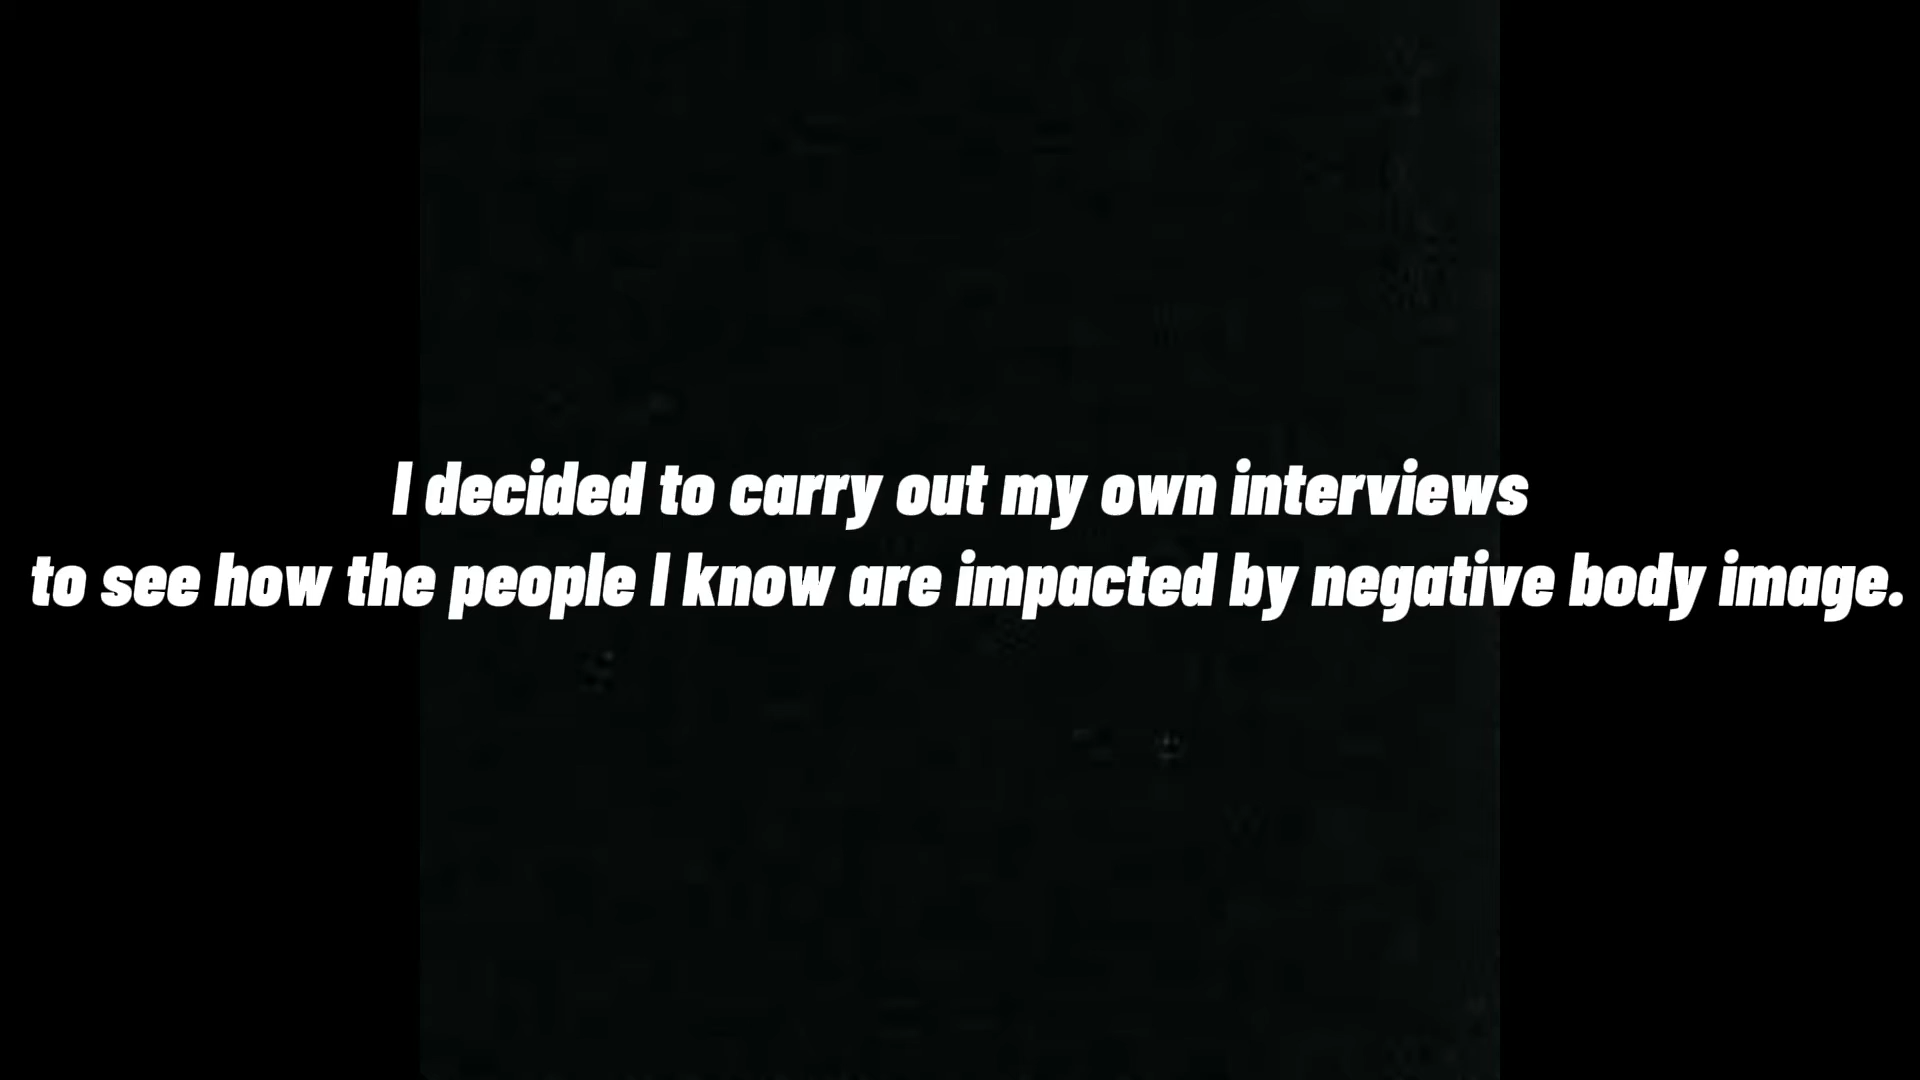 I decided to carry out my own interviews
to see how the people I know are impacted by negative body image.